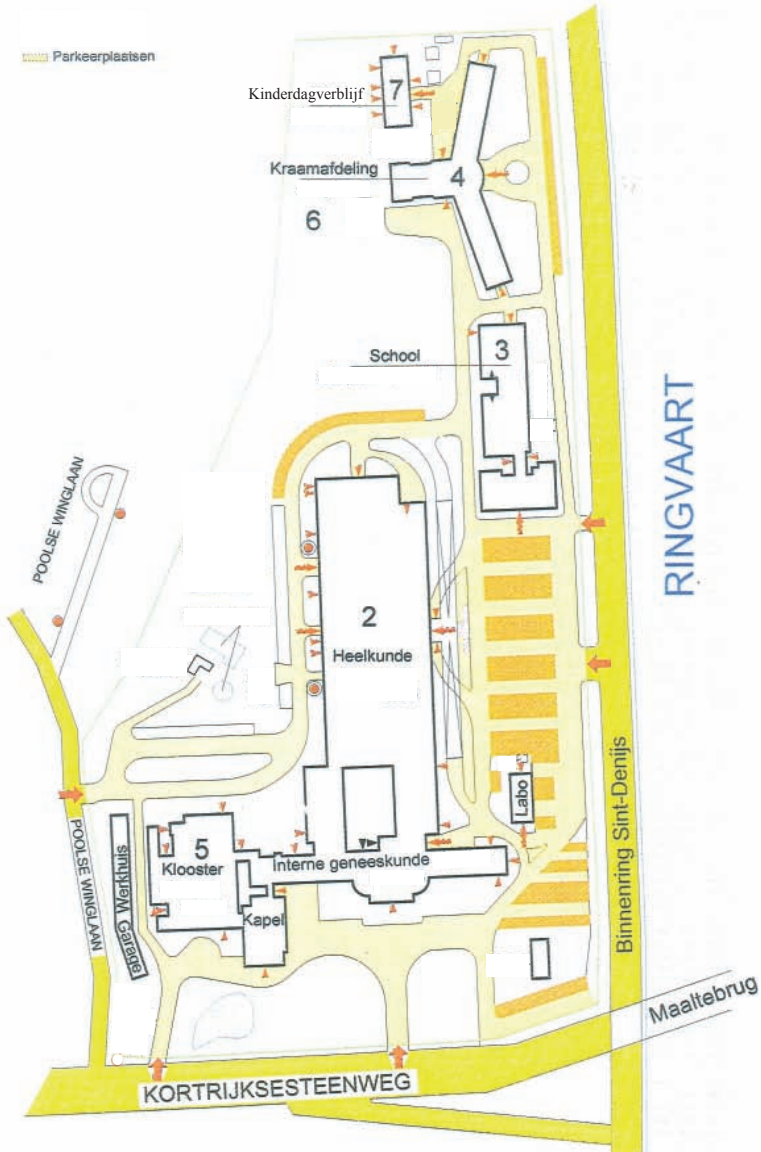 Parkeerplaatsen
7
Kinderdagverblijf
Kraamafdeling
4
6
3
School
RINGVAART
POOLSE WINGLAAN
2
Heelkunde
Labo
Binnenring Sint-Denijs
5
Klooster
Interne geneeskunde
Kapel
Werkhuis
Garage
POOLSE WINGLAAN
Maaltebrug
KORTRIJKSESTEENWEG